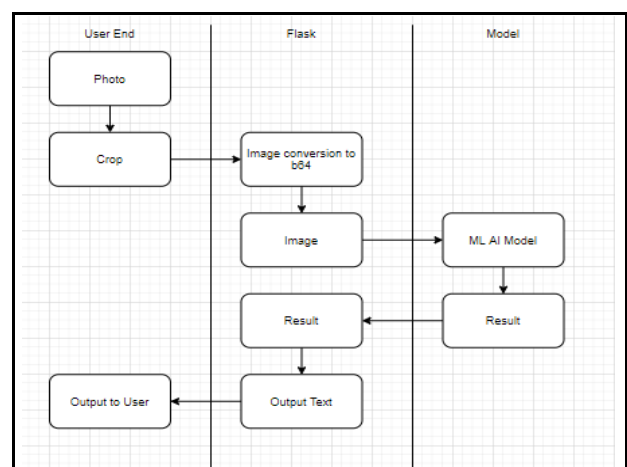 User End
Flask
Model
Photo
Crop
Image conversion to
b64
Image
ML AI Model
Result
Result
Output to User
Output Text